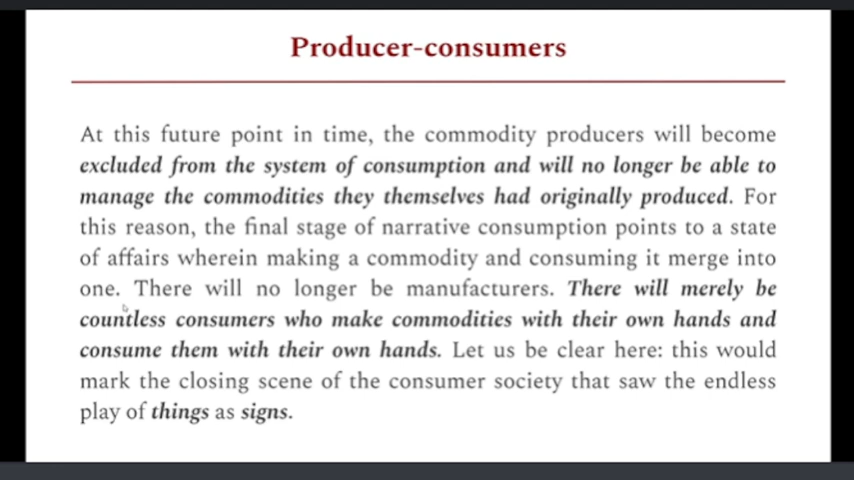 Producer-consumers
At this future point in time, the commodity producers will become
excluded from the system of consumption and will no longer be able to
manage the commodities they themselves had originally produced. For
this reason, the final stage of narrative consumption points to a state
of affairs wherein making a commodity and consuming it merge into
one. There will no longer be manufacturers. There will merely be
countless consumers who make commodities with their own hands and
consume them with their own hands. Let us be clear here: this would
mark the closing scene of the consumer society that saw the endless
play of things as signs.